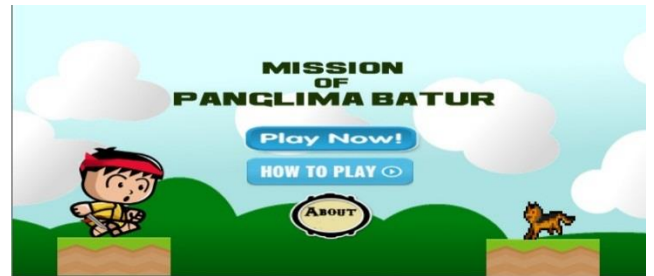 MISSION
OF
PANGLIMA BATUR
Play Now!
HOW TO PLAY
ABOUT